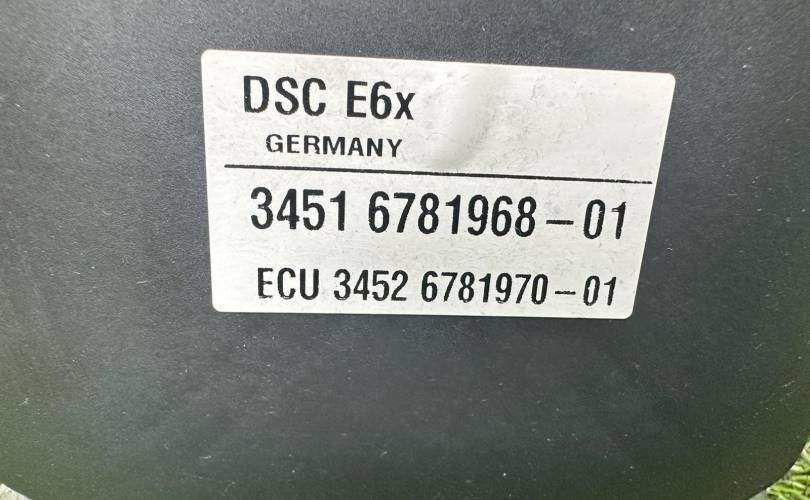 DSC E6x
GERMANY
3451 6781968-01
ECU 3452 6781970-01